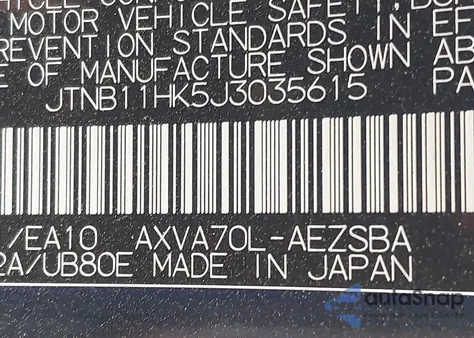 MOTOR VEHICLE SAFETY,
REVENTION STANDARDS IN EF
E OF MANUFACTURE SHOWN AB
JTNB11HK5J3035615 PA
/EA10 AXVA70L-AEZSBA
2A/UB80E MADE IN JAPAN
autoSnap